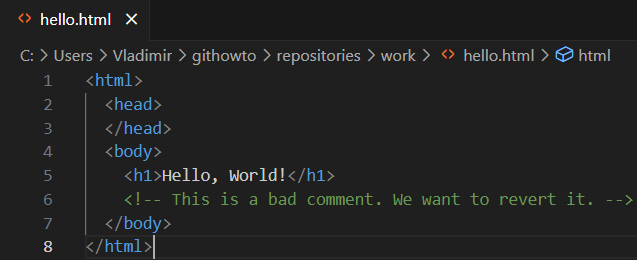 <> hello.html ×
C: > Users > Vladimir > githowto > repositories > work > <> hello.html > html
1 <html>
2 <head>
3 </head>
4 <body>
5 <h1>Hello, World!</h1>
6 <!-- This is a bad comment. We want to revert it. -->
7 </body>
8 </html>